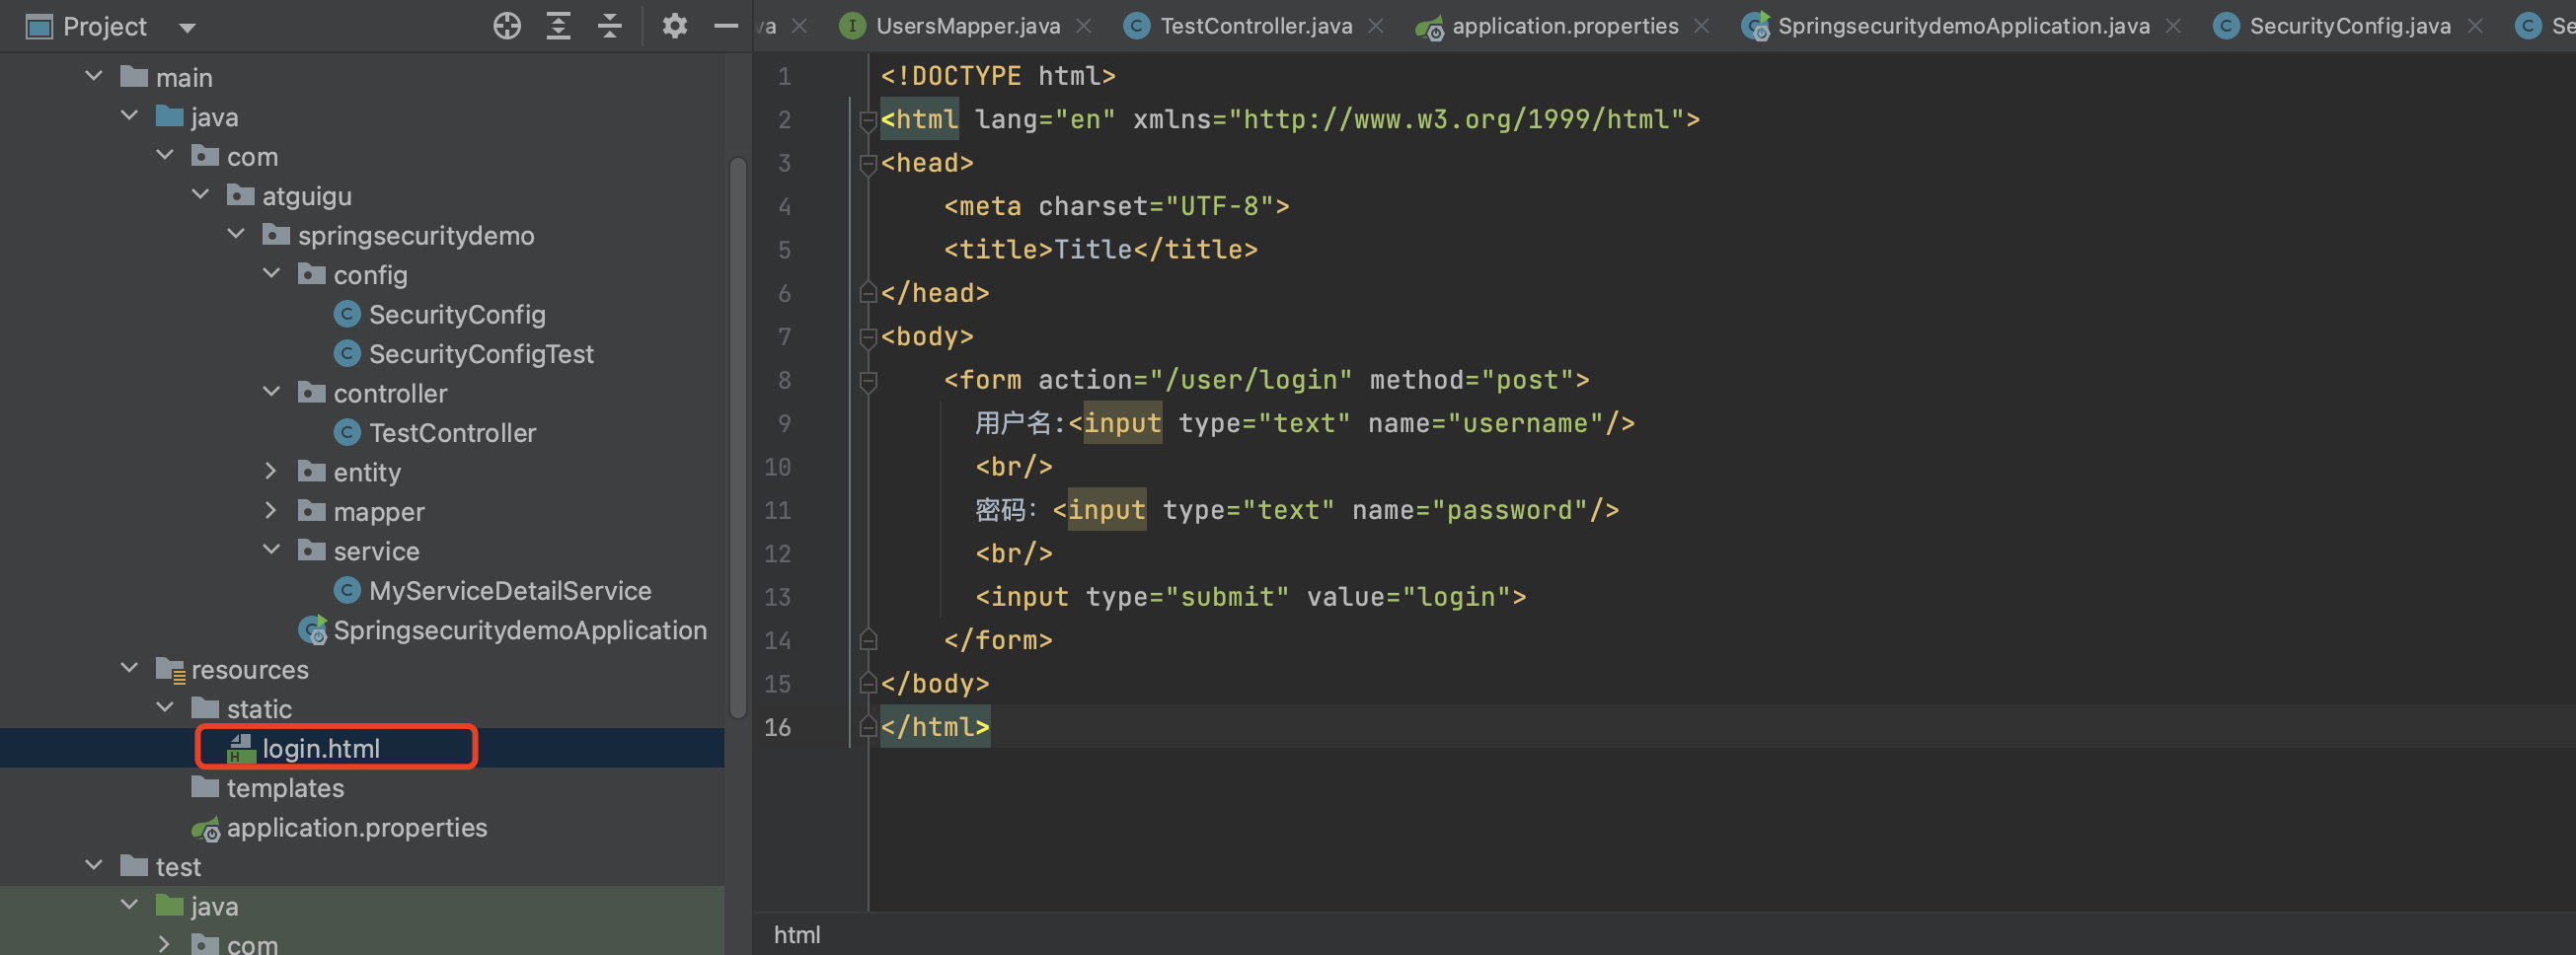 Project
main
java
com
atguigu
springsecuritydemo
config
SecurityConfig
SecurityConfigTest
controller
TestController
entity
mapper
service
MyServiceDetailService
SpringsecuritydemoApplication
resources
static
login.html
templates
application.properties
test
java
com
va UsersMapper.java TestController.java application.properties SpringsecuritydemoApplication.java SecurityConfig.java Se
1 <!DOCTYPE html>
2 <html lang="en" xmlns="http://www.w3.org/1999/html">
3 <head>
4 <meta charset="UTF-8">
5 <title>Title</title>
6 </head>
7 <body>
8 <form action="/user/login" method="post">
9 用户名:<input type="text" name="username"/>
10 <br/>
11 密码: <input type="text" name="password"/>
12 <br/>
13 <input type="submit" value="login">
14 </form>
15 </body>
16 </html>
html